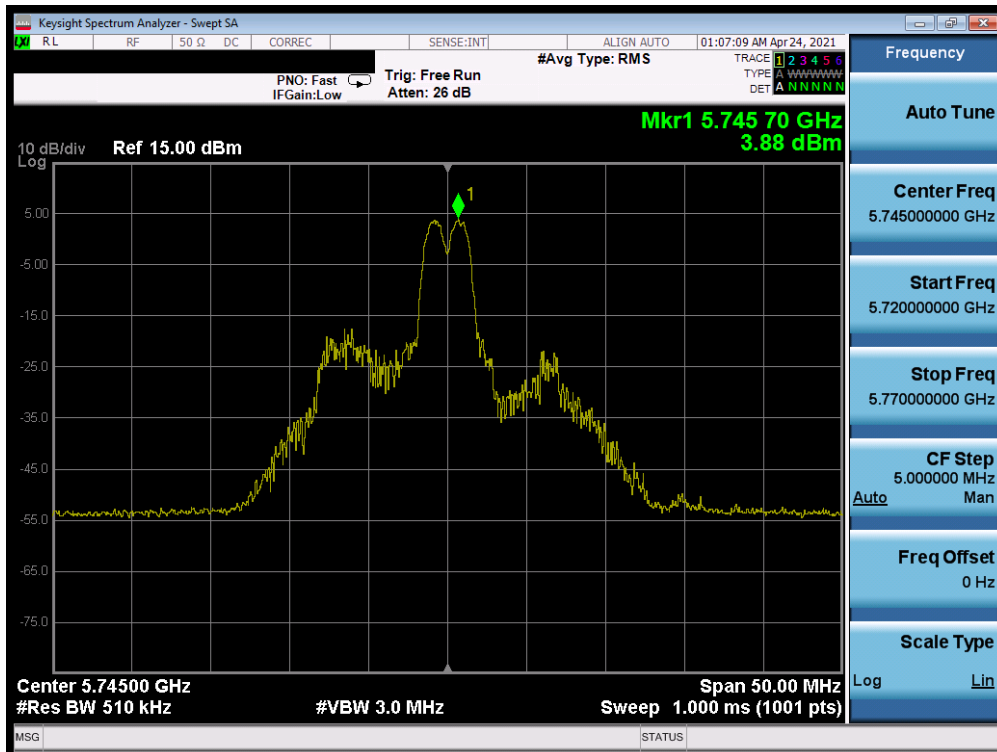 Keysight Spectrum Analyzer - Swept SA
LXI RL RF 50 Ω DC CORREC SENSE:INT ALIGN AUTO 01:07:09 AM Apr 24, 2021
Frequency
#Avg Type: RMS
TRACE 1 2 3 4 5 6
PNO: Fast Trig: Free Run
TYPE A WWWWW
IFGain:Low Atten: 26 dB
DET A N N N N N
Auto Tune
Mkr1 5.745 70 GHz
3.88 dBm
10 dB/div Ref 15.00 dBm
Log
1
5.00
-5.00
-15.0
-25.0
-35.0
-45.0
-55.0
-65.0
-75.0
Center Freq
5.745000000 GHz
Start Freq
5.720000000 GHz
Stop Freq
5.770000000 GHz
CF Step
5.000000 MHz
Auto Man
Freq Offset
0 Hz
Scale Type
Log Lin
Center 5.74500 GHz Span 50.00 MHz
#Res BW 510 kHz #VBW 3.0 MHz Sweep 1.000 ms (1001 pts)
MSG STATUS